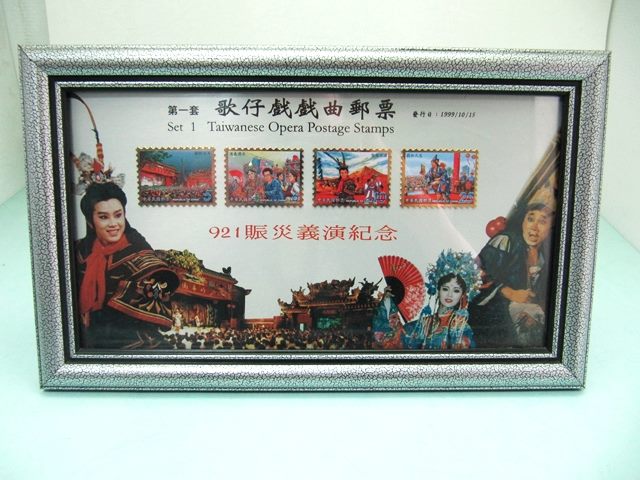 第一套 歌仔戲戲曲郵票 發行日:1999/10/15
Set 1 Taiwanese Opera Postage Stamps
921賑災義演紀念